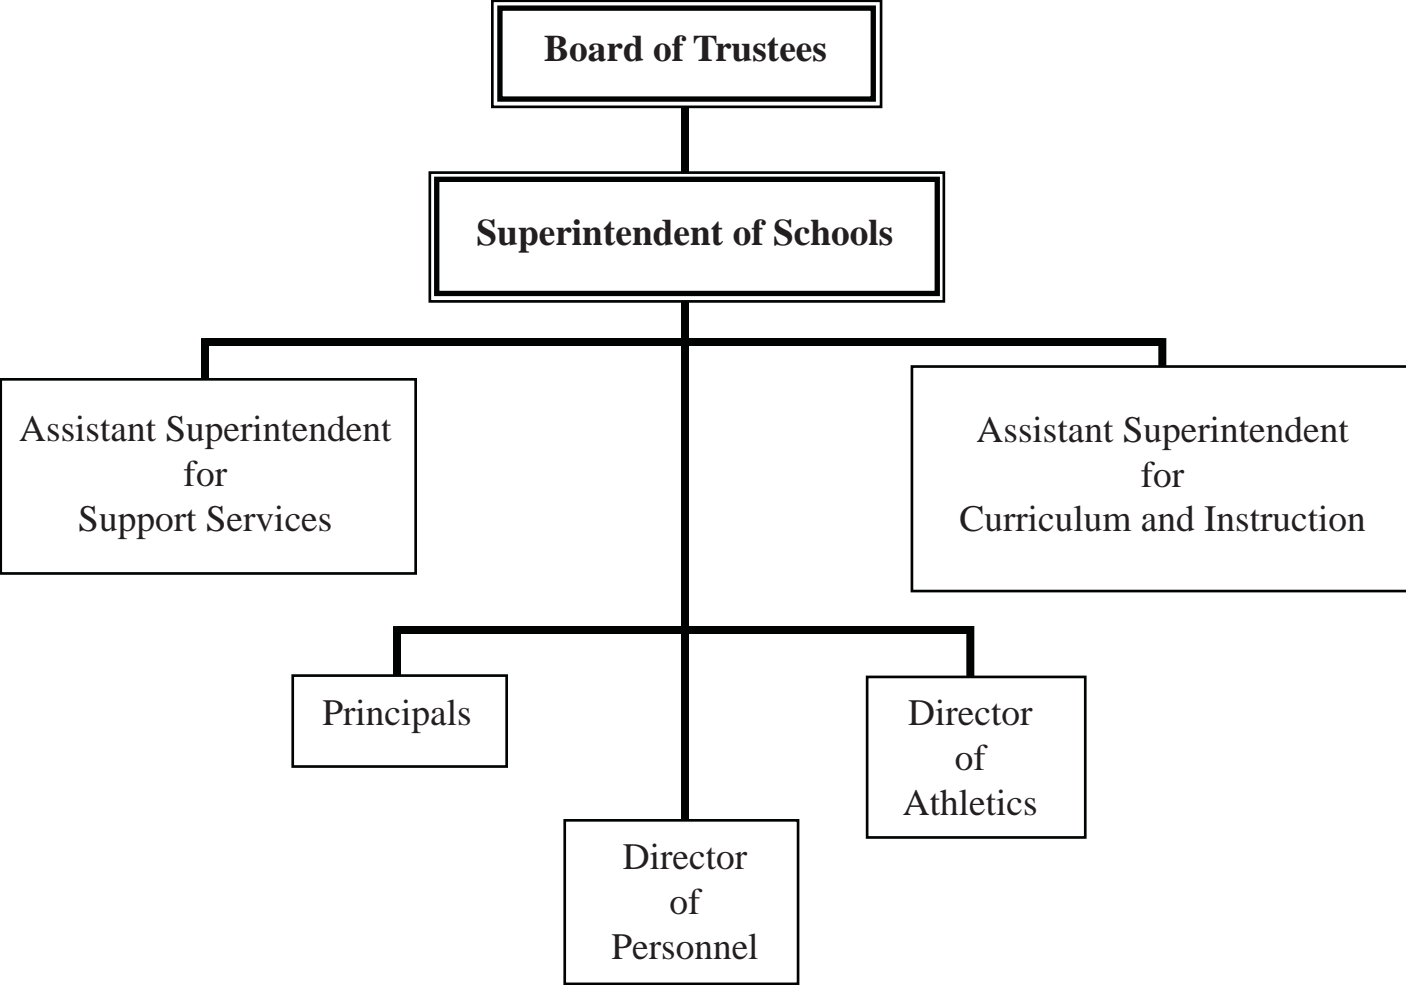 Board of Trustees
Superintendent of Schools
Assistant Superintendent
for
Support Services
Assistant Superintendent
for
Curriculum and Instruction
Principals
Director
of
Athletics
Director
of
Personnel